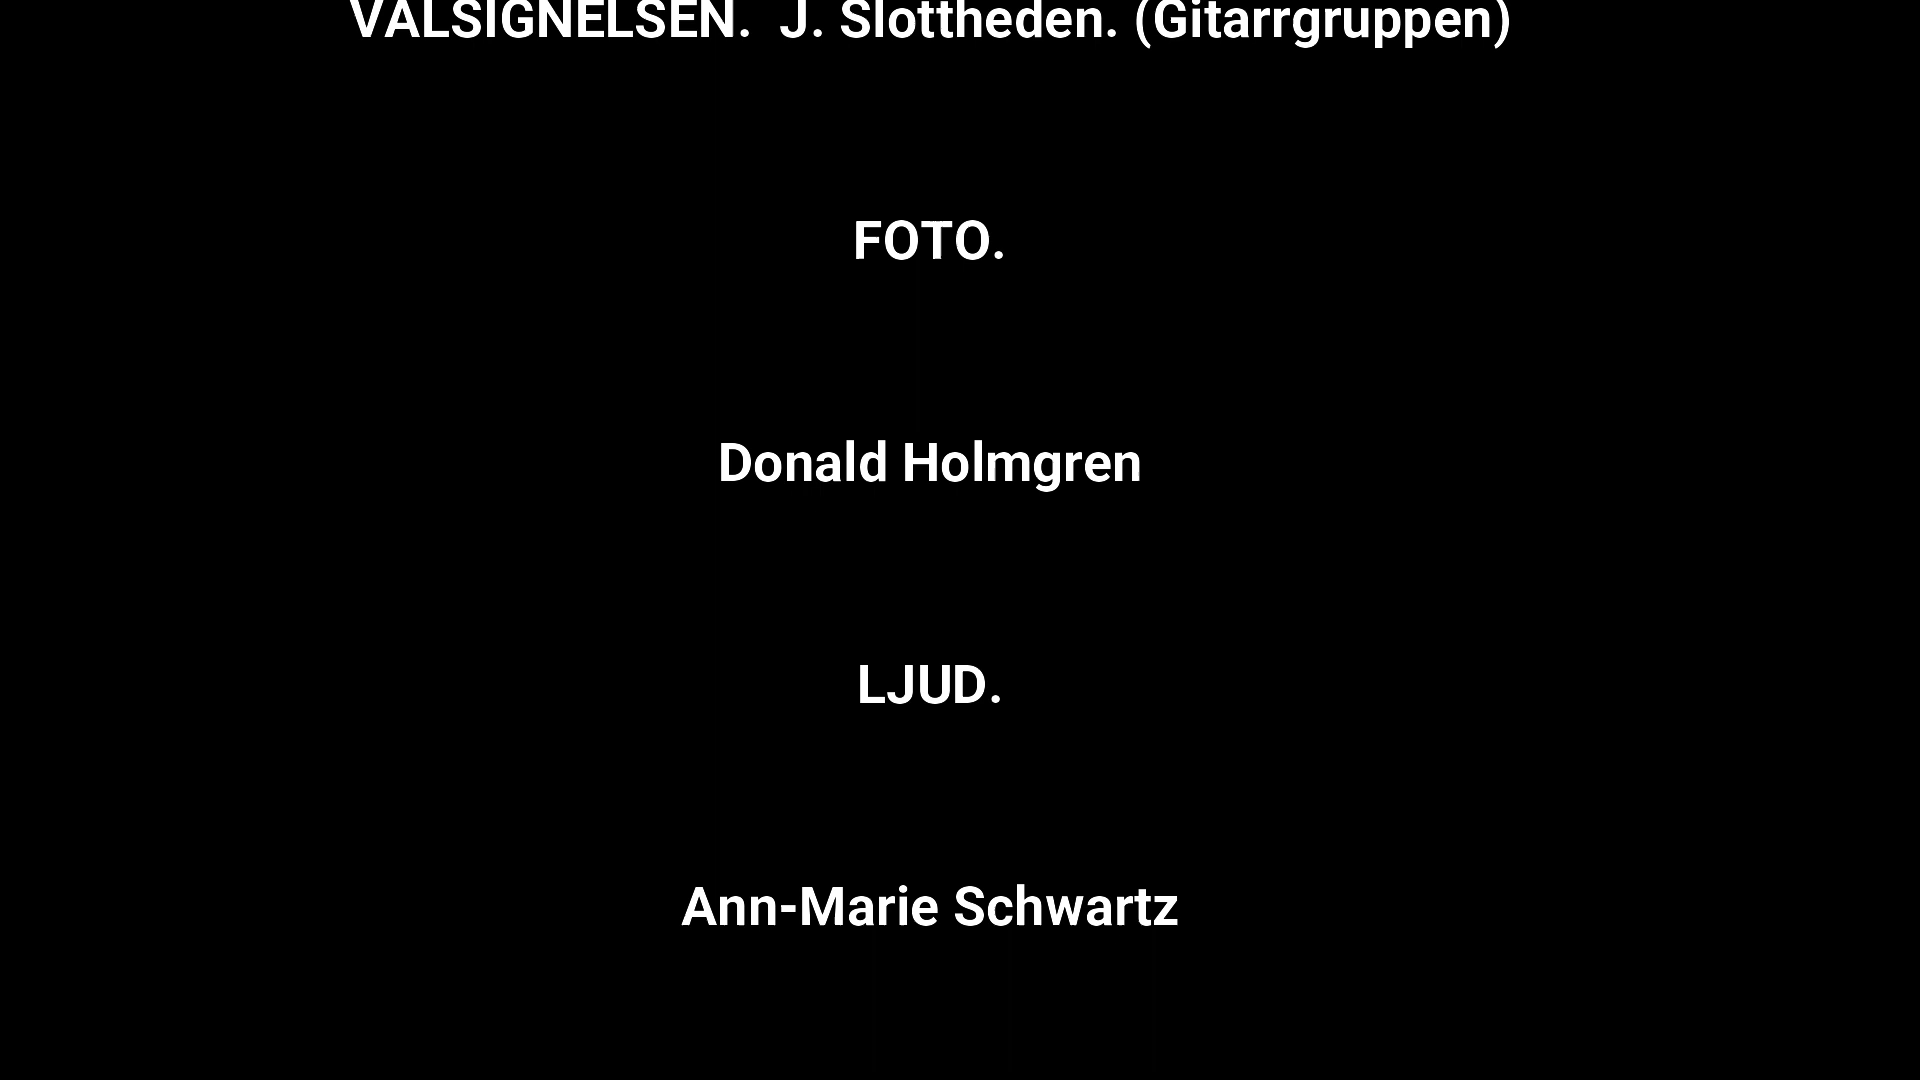 VALSIGNELSEN. J. Slottheden. (Gitarrgruppen)
FOTO.
Donald Holmgren
LJUD.
Ann-Marie Schwartz